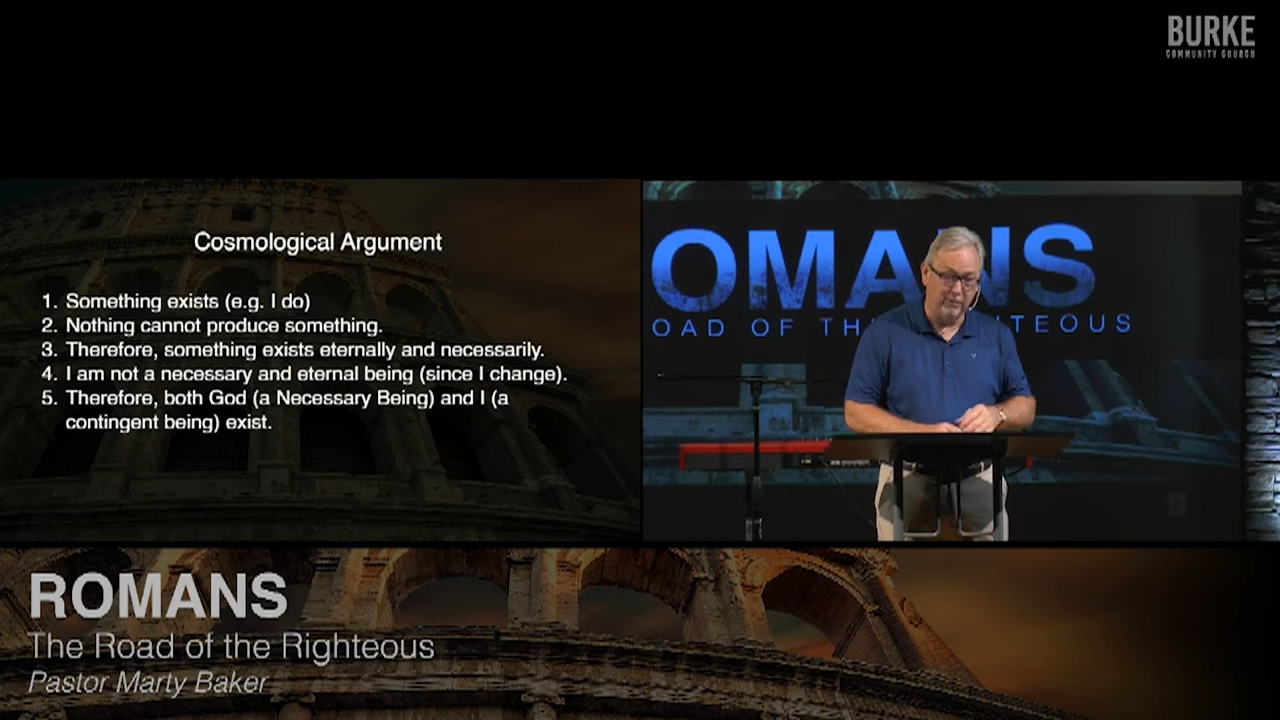 BURKE
COMMUNITY CHURCH
Cosmological Argument
1. Something exists (e.g. I do)
2. Nothing cannot produce something.
3. Therefore, something exists eternally and necessarily.
4. I am not a necessary and eternal being (since I change).
5. Therefore, both God (a Necessary Being) and I (a
contingent being) exist.
OMANS
OAD OF TH TEOUS
ROMANS
The Road of the Righteous
Pastor Marty Baker